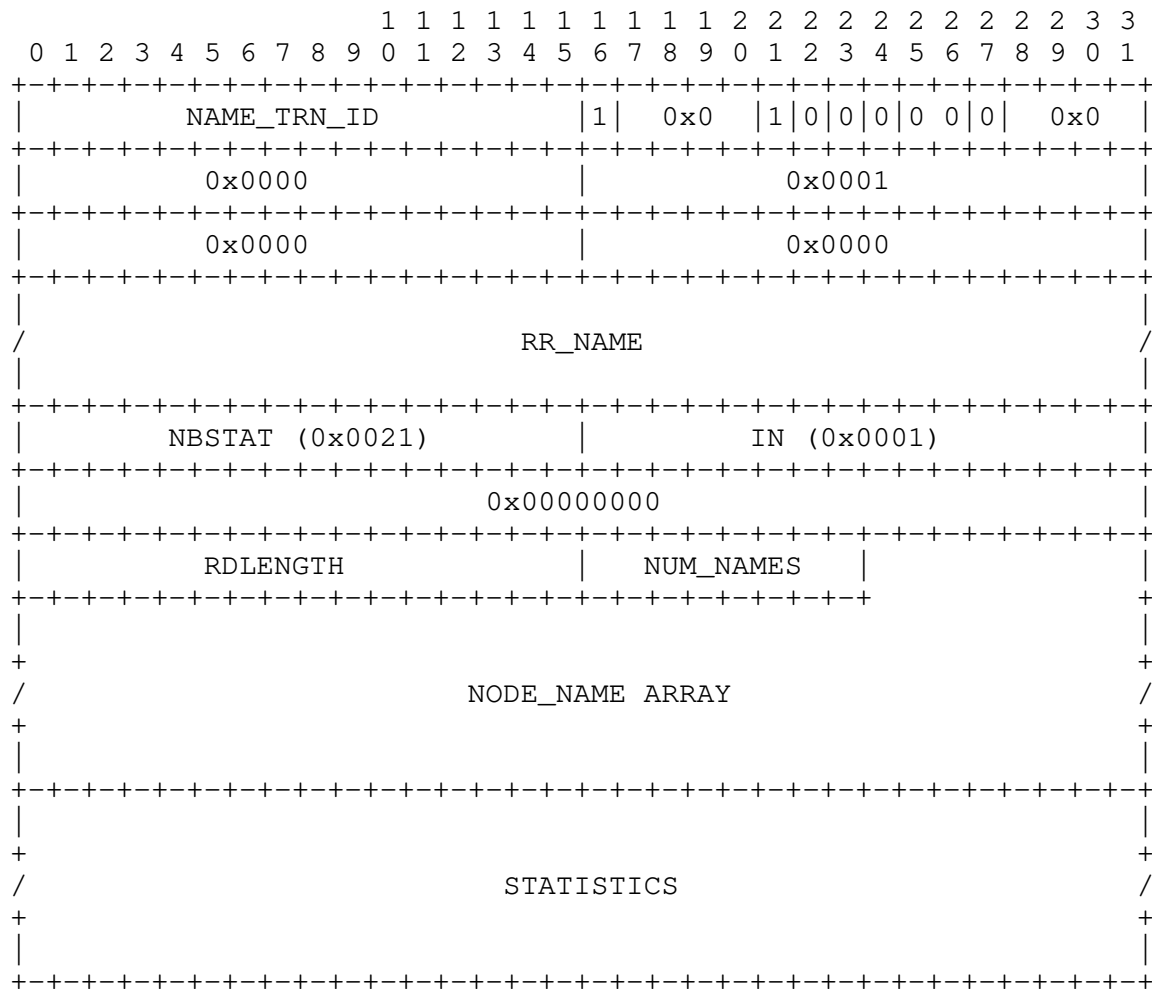 1 1 1 1 1 1 1 1 1 1 2 2 2 2 2 2 2 2 2 2 3 3
 0 1 2 3 4 5 6 7 8 9 0 1 2 3 4 5 6 7 8 9 0 1 2 3 4 5 6 7 8 9 0 1
+-+-+-+-+-+-+-+-+-+-+-+-+-+-+-+-+-+-+-+-+-+-+-+-+-+-+-+-+-+-+-+-+
|         NAME_TRN_ID           |1|  0x0  |1|0|0|0|0 0|0|  0x0  |
+-+-+-+-+-+-+-+-+-+-+-+-+-+-+-+-+-+-+-+-+-+-+-+-+-+-+-+-+-+-+-+-+
|          0x0000               |           0x0001              |
+-+-+-+-+-+-+-+-+-+-+-+-+-+-+-+-+-+-+-+-+-+-+-+-+-+-+-+-+-+-+-+-+
|          0x0000               |           0x0000              |
+-+-+-+-+-+-+-+-+-+-+-+-+-+-+-+-+-+-+-+-+-+-+-+-+-+-+-+-+-+-+-+-+
|                                                               |
/                            RR_NAME                            /
|                                                               |
+-+-+-+-+-+-+-+-+-+-+-+-+-+-+-+-+-+-+-+-+-+-+-+-+-+-+-+-+-+-+-+-+
|        NBSTAT (0x0021)        |         IN (0x0001)           |
+-+-+-+-+-+-+-+-+-+-+-+-+-+-+-+-+-+-+-+-+-+-+-+-+-+-+-+-+-+-+-+-+
|                          0x00000000                           |
+-+-+-+-+-+-+-+-+-+-+-+-+-+-+-+-+-+-+-+-+-+-+-+-+-+-+-+-+-+-+-+-+
|          RDLENGTH             |   NUM_NAMES   |               |
+-+-+-+-+-+-+-+-+-+-+-+-+-+-+-+-+-+-+-+-+-+-+-+-+               +
|                                                               |
+                                                               +
/                         NODE_NAME ARRAY                       /
+                                                               +
|                                                               |
+-+-+-+-+-+-+-+-+-+-+-+-+-+-+-+-+-+-+-+-+-+-+-+-+-+-+-+-+-+-+-+-+
|                                                               |
+                                                               +
/                           STATISTICS                          /
+                                                               +
|                                                               |
+-+-+-+-+-+-+-+-+-+-+-+-+-+-+-+-+-+-+-+-+-+-+-+-+-+-+-+-+-+-+-+-+